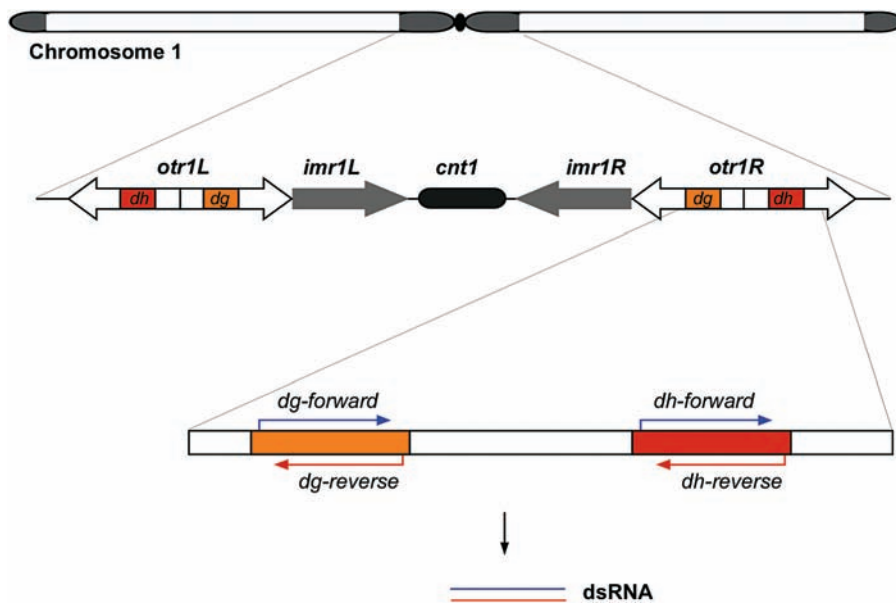 Chromosome 1
otr1L imr1L cnt1 imr1R otr1R
dh dg dg dh
dg-forward dh-forward
dg-reverse dh-reverse
dsRNA